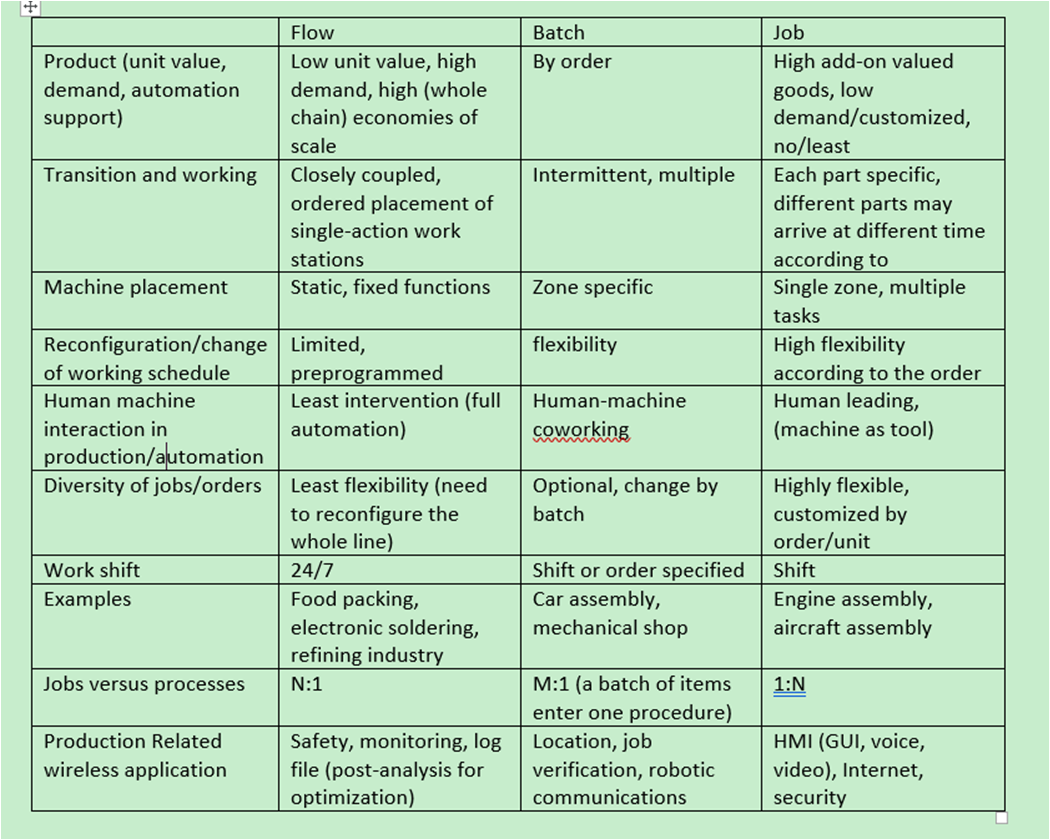 Flow Batch Job
Product (unit value, Low unit value, high By order High add-on valued
demand, automation demand, high (whole goods, low
support) chain) economies of demand/customized,
scale no/least
Transition and working Closely coupled, Intermittent, multiple Each part specific,
ordered placement of different parts may
single-action work arrive at different time
stations according to
Machine placement Static, fixed functions Zone specific Single zone, multiple
tasks
Reconfiguration/change Limited, flexibility High flexibility
of working schedule preprogrammed according to the order
Human machine Least intervention (full Human-machine Human leading,
interaction in automation) coworking (machine as tool)
production/automation
Diversity of jobs/orders Least flexibility (need Optional, change by Highly flexible,
to reconfigure the batch customized by
whole line) order/unit
Work shift 24/7 Shift or order specified Shift
Examples Food packing, Car assembly, Engine assembly,
electronic soldering, mechanical shop aircraft assembly
refining industry
Jobs versus processes N:1 M:1 (a batch of items 1:N
enter one procedure)
Production Related Safety, monitoring, log Location, job HMI (GUI, voice,
wireless application file (post-analysis for verification, robotic video), Internet,
optimization) communications security